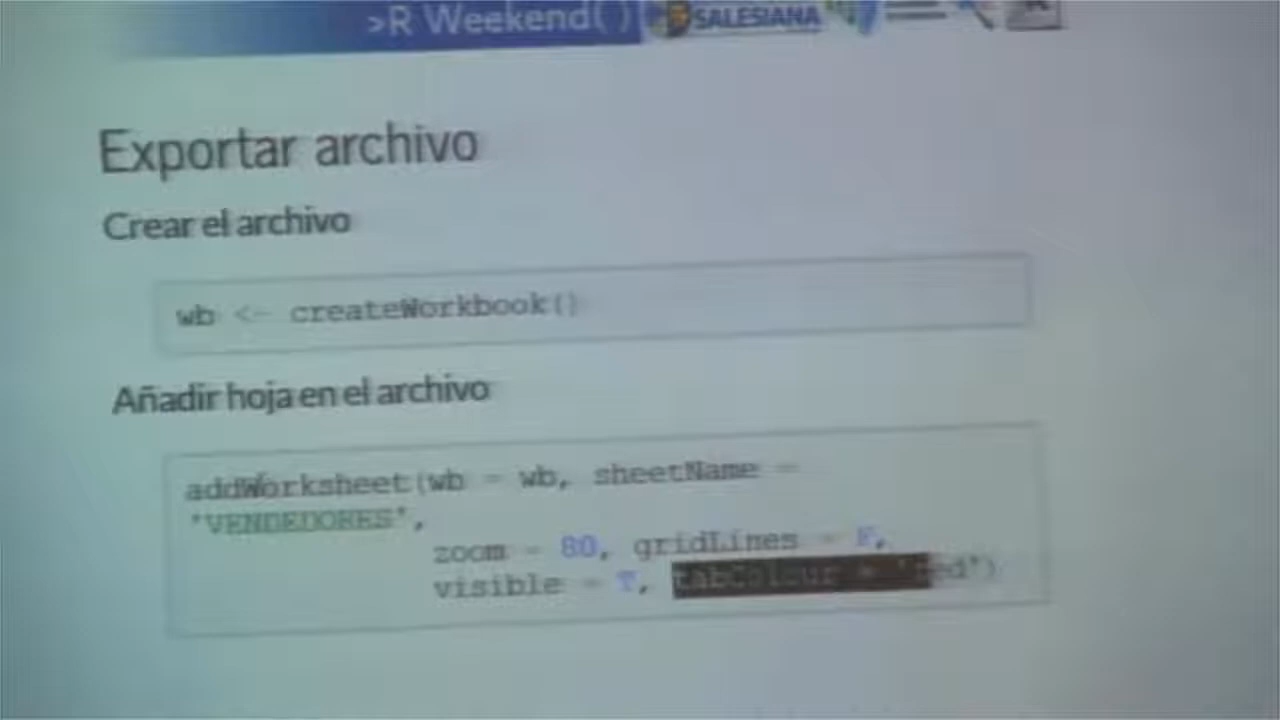 >R Weekend()
SALESIANA
Exportar archivo
Crear el archivo
wb <- createWorkbook()
Añadir hoja en el archivo
addWorksheet(wb = wb, sheetName =
"VENDEDORES",
zoom = 80, gridLines = F,
visible = T, tabColour = "red")